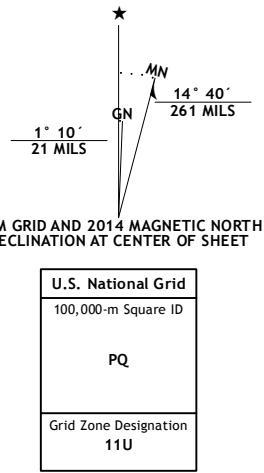 ★
MN
GN
14° 40´
261 MILS
1° 10´
21 MILS
M GRID AND 2014 MAGNETIC NORTH
ECLINATION AT CENTER OF SHEET
U.S. National Grid
100,000-m Square ID
PQ
Grid Zone Designation
11U